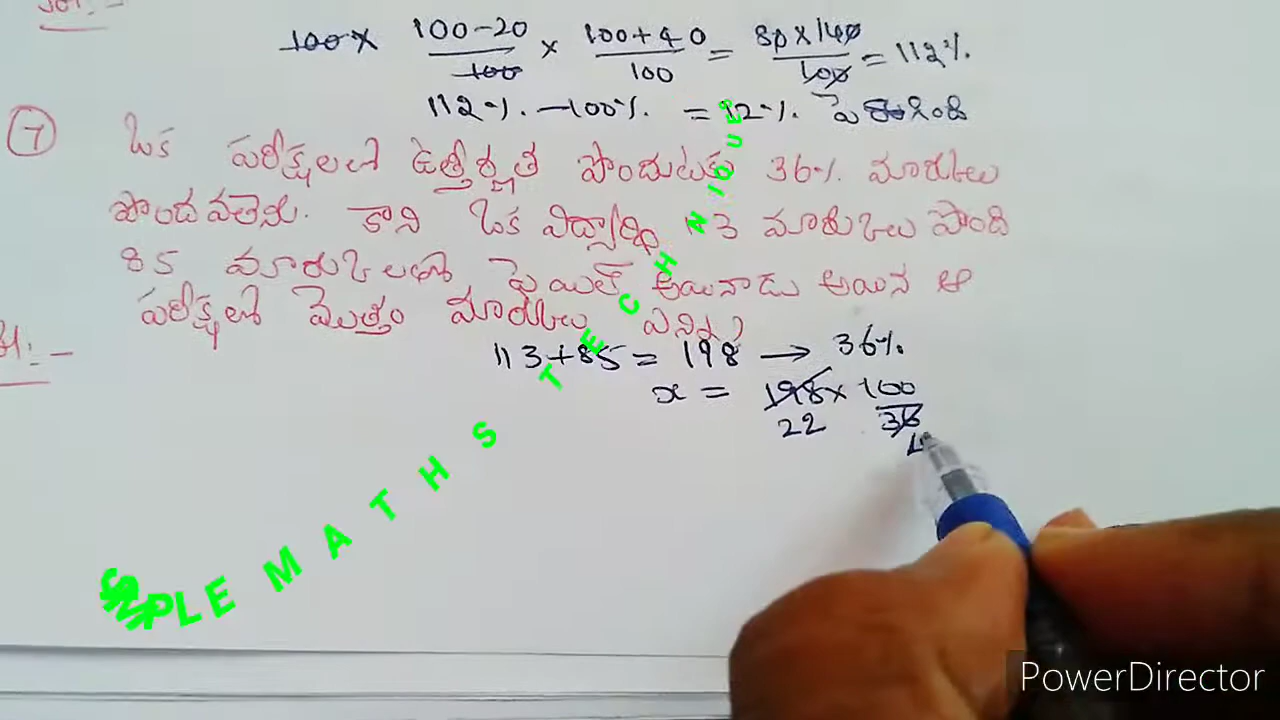 Sol:-
100 × 100-20/100 × 100+40/100 = 80×140/100 = 112%
112% - 100% = 12% పెరిగింది
7 ఒక పరీక్షలలో ఉత్తీర్ణత పొందుటకు 36% మార్కులు
పొందవలెను. కాని ఒక విద్యార్థి 113 మార్కులు పొంది
85 మార్కులతో ఫెయిల్ అయినాడు అయిన ఆ
పరీక్షలో మొత్తం మార్కులు ఎన్ని?
113+85 = 198 → 36%
x = 198 × 100/36
22
SIMPLE MATHS TECHNIQUES
PowerDirector